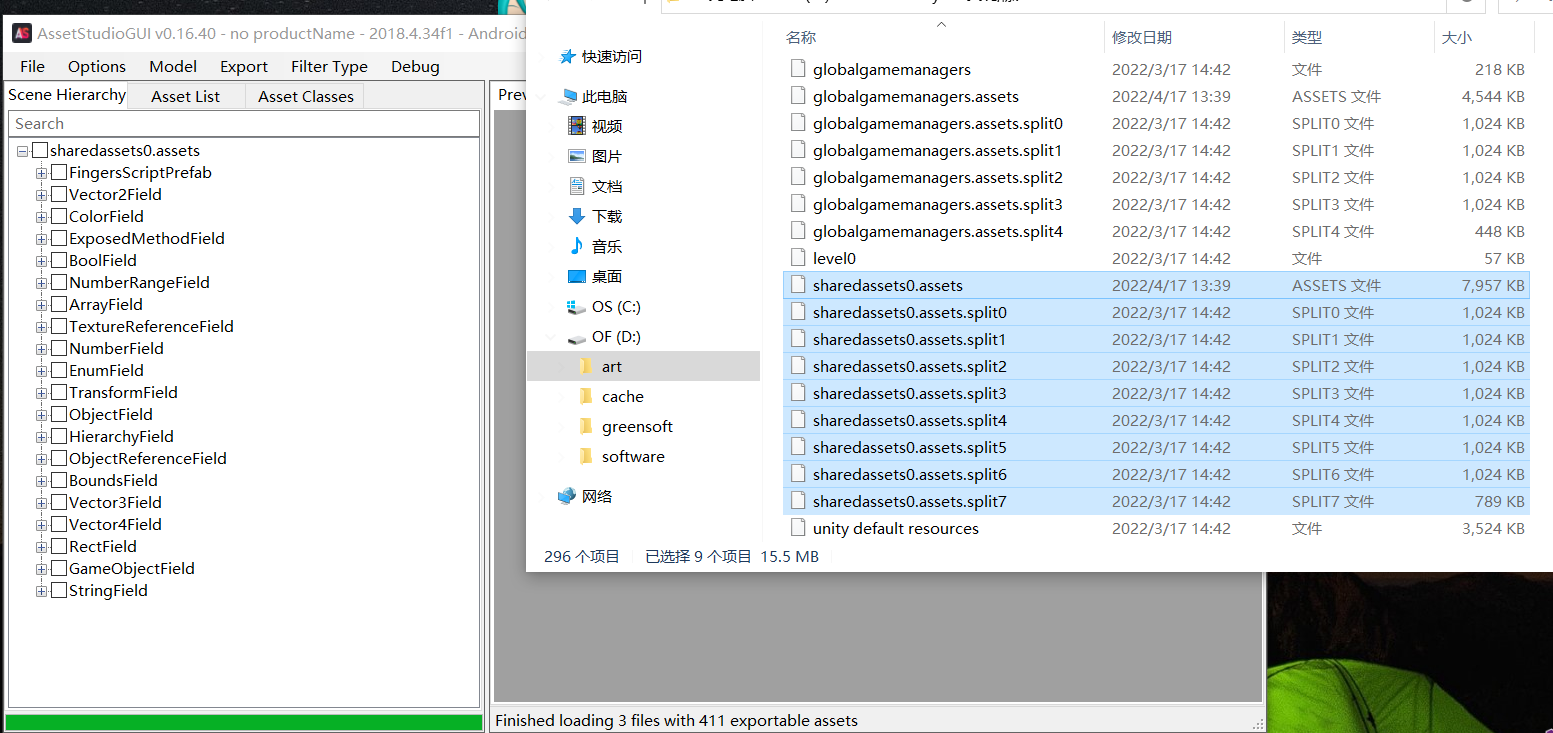 AssetStudioGUI v0.16.40 - no productName - 2018.4.34f1 - Android
File Options Model Export Filter Type Debug
Scene Hierarchy Asset List Asset Classes
Search
sharedassets0.assets
FingersScriptPrefab
Vector2Field
ColorField
ExposedMethodField
BoolField
NumberRangeField
ArrayField
TextureReferenceField
NumberField
EnumField
TransformField
ObjectField
HierarchyField
ObjectReferenceField
BoundsField
Vector3Field
Vector4Field
RectField
GameObjectField
StringField
Prev
Finished loading 3 files with 411 exportable assets
快速访问
此电脑
视频
图片
文档
下载
音乐
桌面
OS (C:)
OF (D:)
art
cache
greensoft
software
网络
名称 修改日期 类型 大小
globalgamemanagers 2022/3/17 14:42 文件 218 KB
globalgamemanagers.assets 2022/4/17 13:39 ASSETS 文件 4,544 KB
globalgamemanagers.assets.split0 2022/3/17 14:42 SPLIT0 文件 1,024 KB
globalgamemanagers.assets.split1 2022/3/17 14:42 SPLIT1 文件 1,024 KB
globalgamemanagers.assets.split2 2022/3/17 14:42 SPLIT2 文件 1,024 KB
globalgamemanagers.assets.split3 2022/3/17 14:42 SPLIT3 文件 1,024 KB
globalgamemanagers.assets.split4 2022/3/17 14:42 SPLIT4 文件 448 KB
level0 2022/3/17 14:42 文件 57 KB
sharedassets0.assets 2022/4/17 13:39 ASSETS 文件 7,957 KB
sharedassets0.assets.split0 2022/3/17 14:42 SPLIT0 文件 1,024 KB
sharedassets0.assets.split1 2022/3/17 14:42 SPLIT1 文件 1,024 KB
sharedassets0.assets.split2 2022/3/17 14:42 SPLIT2 文件 1,024 KB
sharedassets0.assets.split3 2022/3/17 14:42 SPLIT3 文件 1,024 KB
sharedassets0.assets.split4 2022/3/17 14:42 SPLIT4 文件 1,024 KB
sharedassets0.assets.split5 2022/3/17 14:42 SPLIT5 文件 1,024 KB
sharedassets0.assets.split6 2022/3/17 14:42 SPLIT6 文件 1,024 KB
sharedassets0.assets.split7 2022/3/17 14:42 SPLIT7 文件 789 KB
unity default resources 2022/3/17 14:42 文件 3,524 KB
296 个项目 已选择 9 个项目 15.5 MB